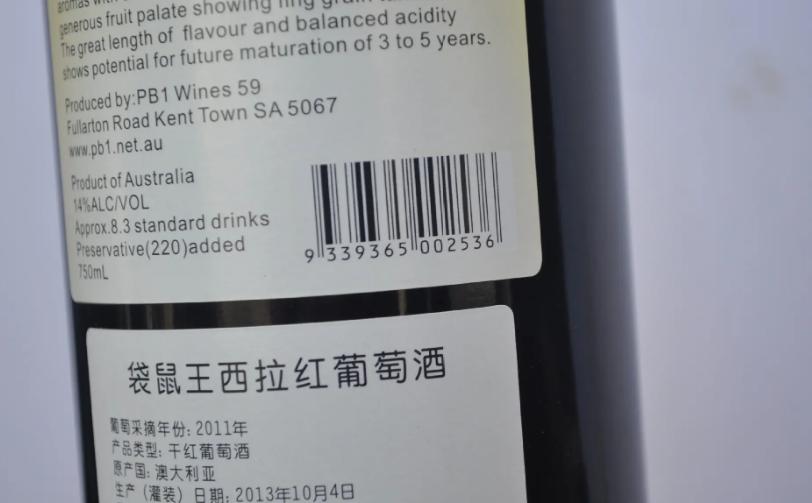 aromas with
generous fruit palate showing fine grain
The great length of flavour and balanced acidity
shows potential for future maturation of 3 to 5 years.
Produced by:PB1 Wines 59
Fullarton Road Kent Town SA 5067
www.pb1.net.au
Product of Australia
14%ALC/VOL
Approx.8.3 standard drinks
Preservative(220)added
750mL
9 339365 002536
袋鼠王西拉红葡萄酒
葡萄采摘年份: 2011年
产品类型: 干红葡萄酒
原产国: 澳大利亚
生产（灌装）日期: 2013年10月4日